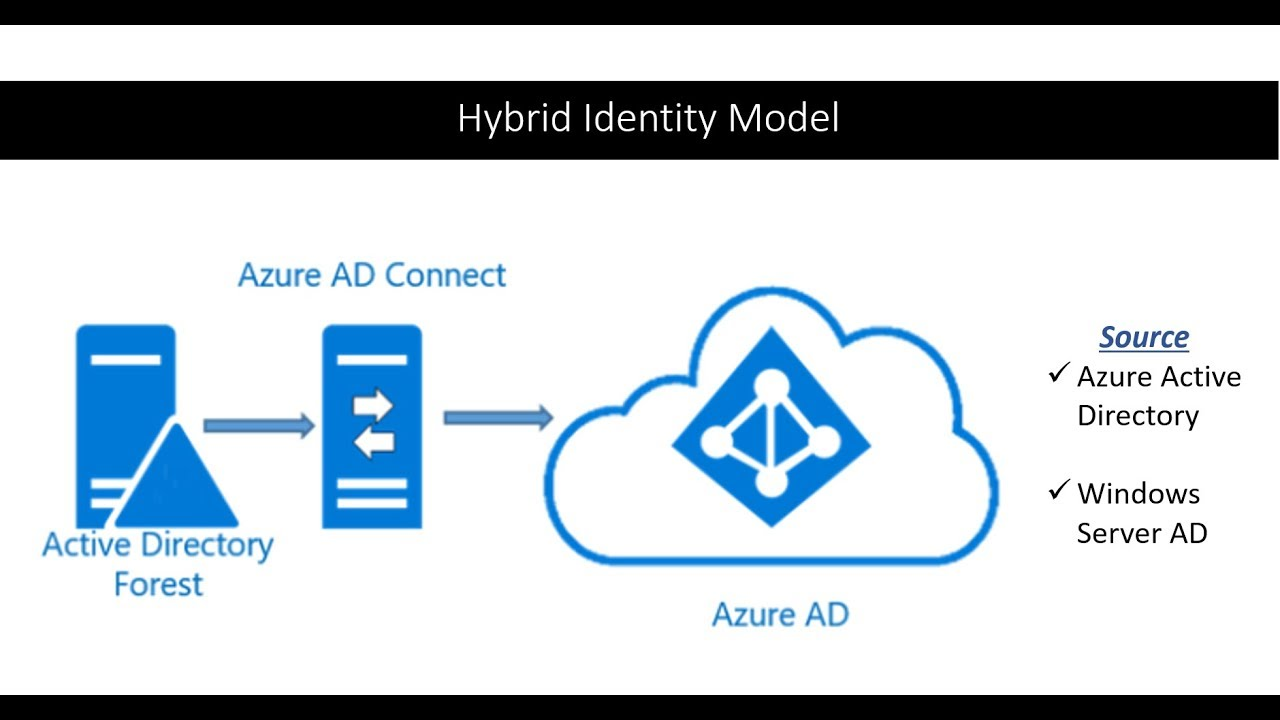 Hybrid Identity Model
Azure AD Connect
Active Directory
Forest
Azure AD
Source
✓ Azure Active
Directory
✓ Windows
Server AD